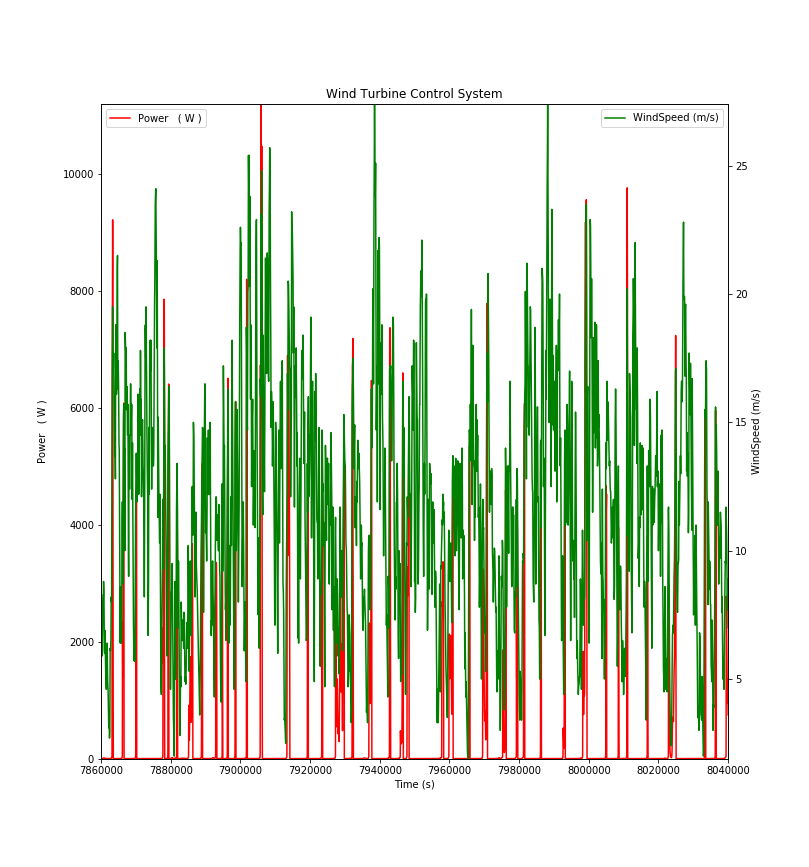 Wind Turbine Control System
Power ( W )
WindSpeed (m/s)
10000
8000
6000
4000
2000
0
Power ( W )
25
20
15
10
5
WindSpeed (m/s)
7860000 7880000 7900000 7920000 7940000 7960000 7980000 8000000 8020000 8040000
Time (s)